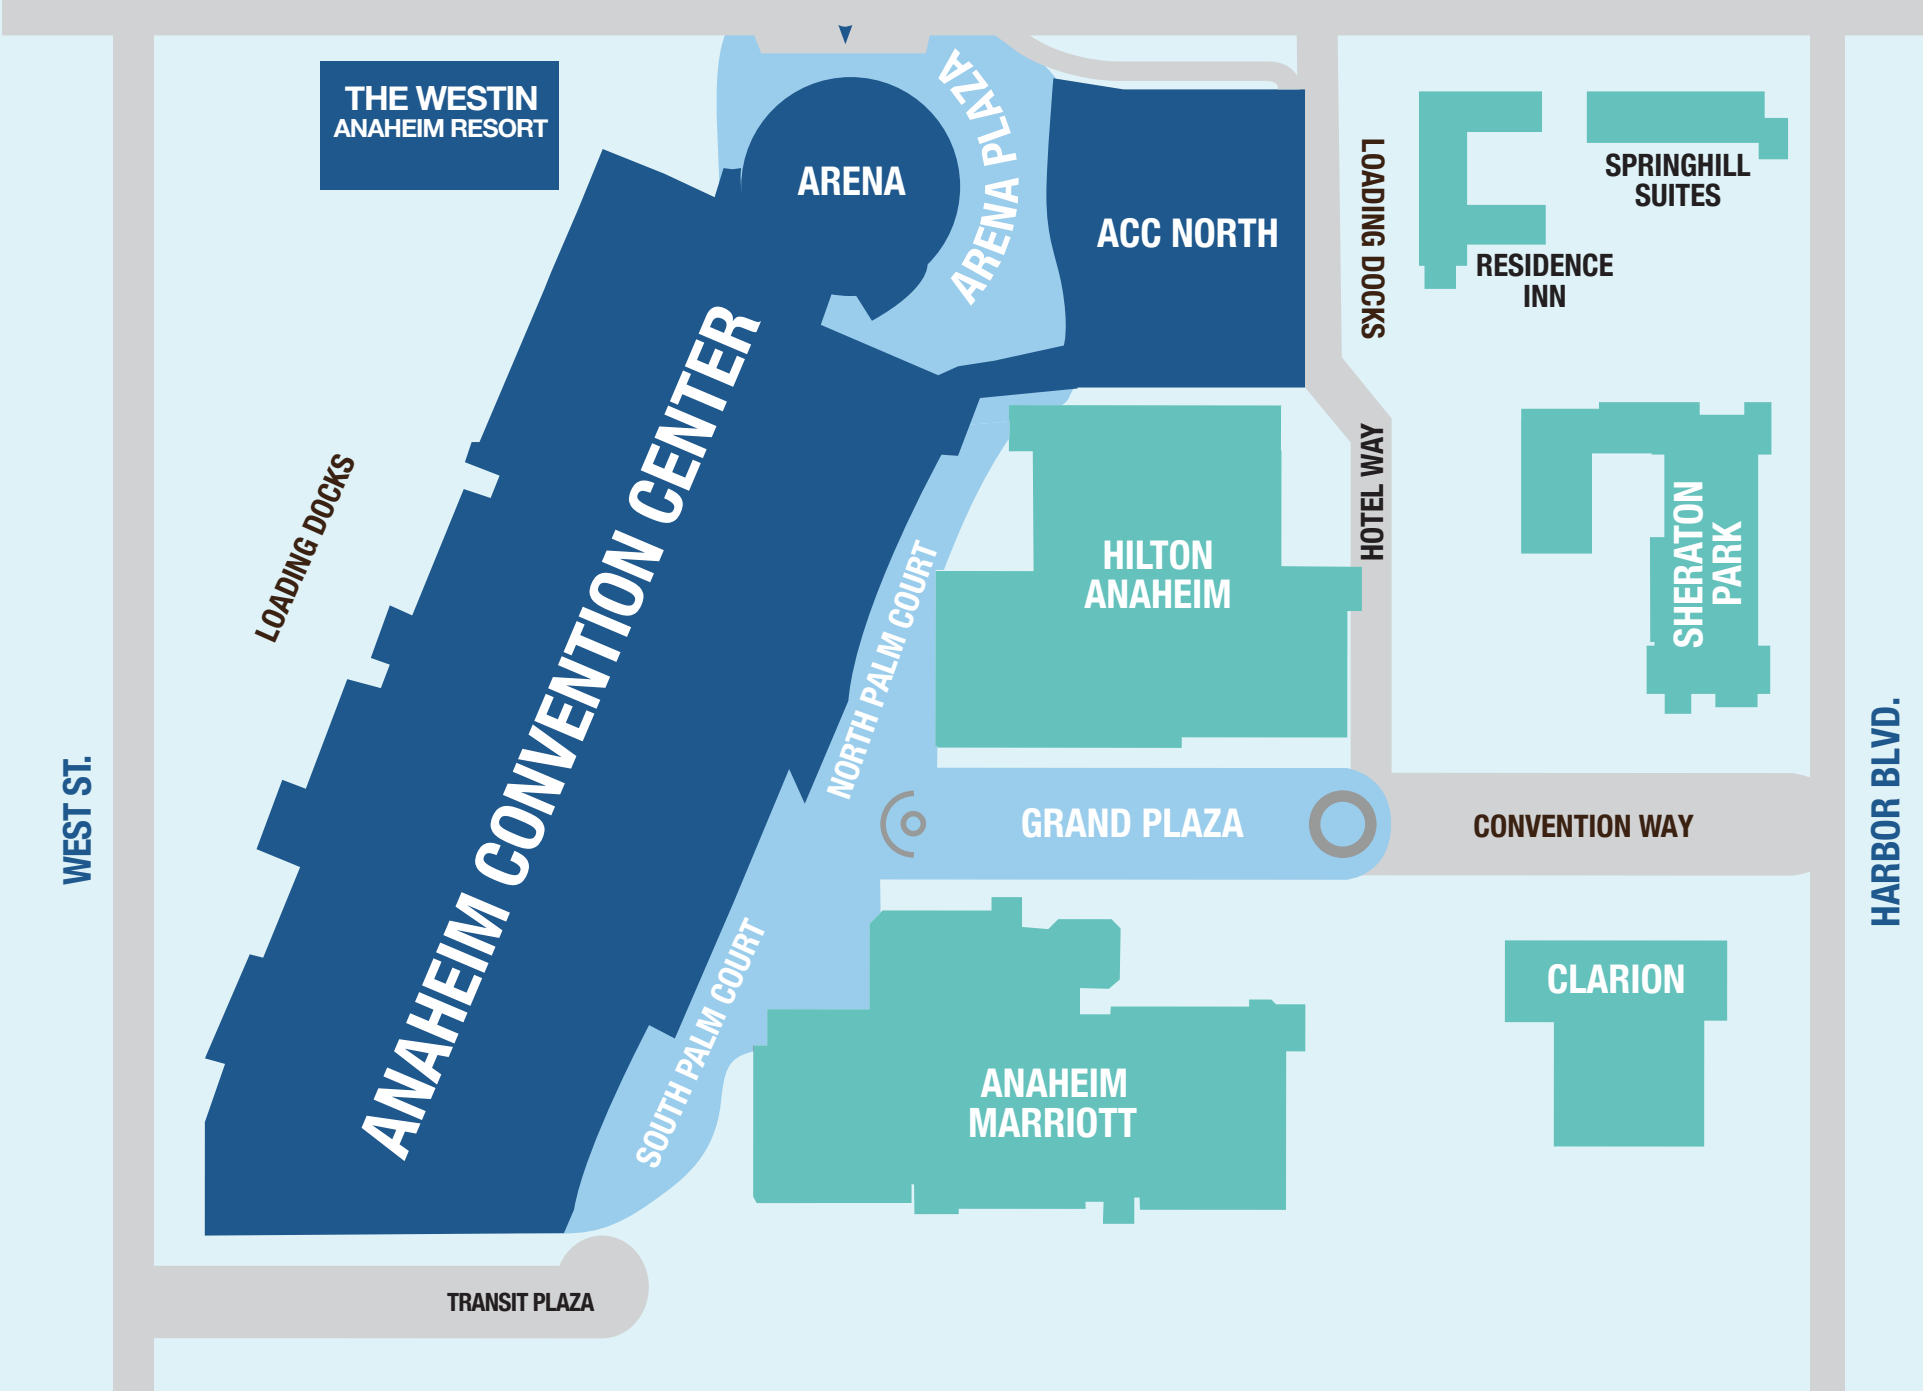 THE WESTIN
ANAHEIM RESORT
ARENA
ARENA PLAZA
ACC NORTH
LOADING DOCKS
SPRINGHILL
SUITES
RESIDENCE
INN
ANAHEIM CONVENTION CENTER
LOADING DOCKS
HOTEL WAY
HILTON
ANAHEIM
SHERATON
PARK
NORTH PALM COURT
WEST ST.
GRAND PLAZA
CONVENTION WAY
HARBOR BLVD.
SOUTH PALM COURT
CLARION
ANAHEIM
MARRIOTT
TRANSIT PLAZA